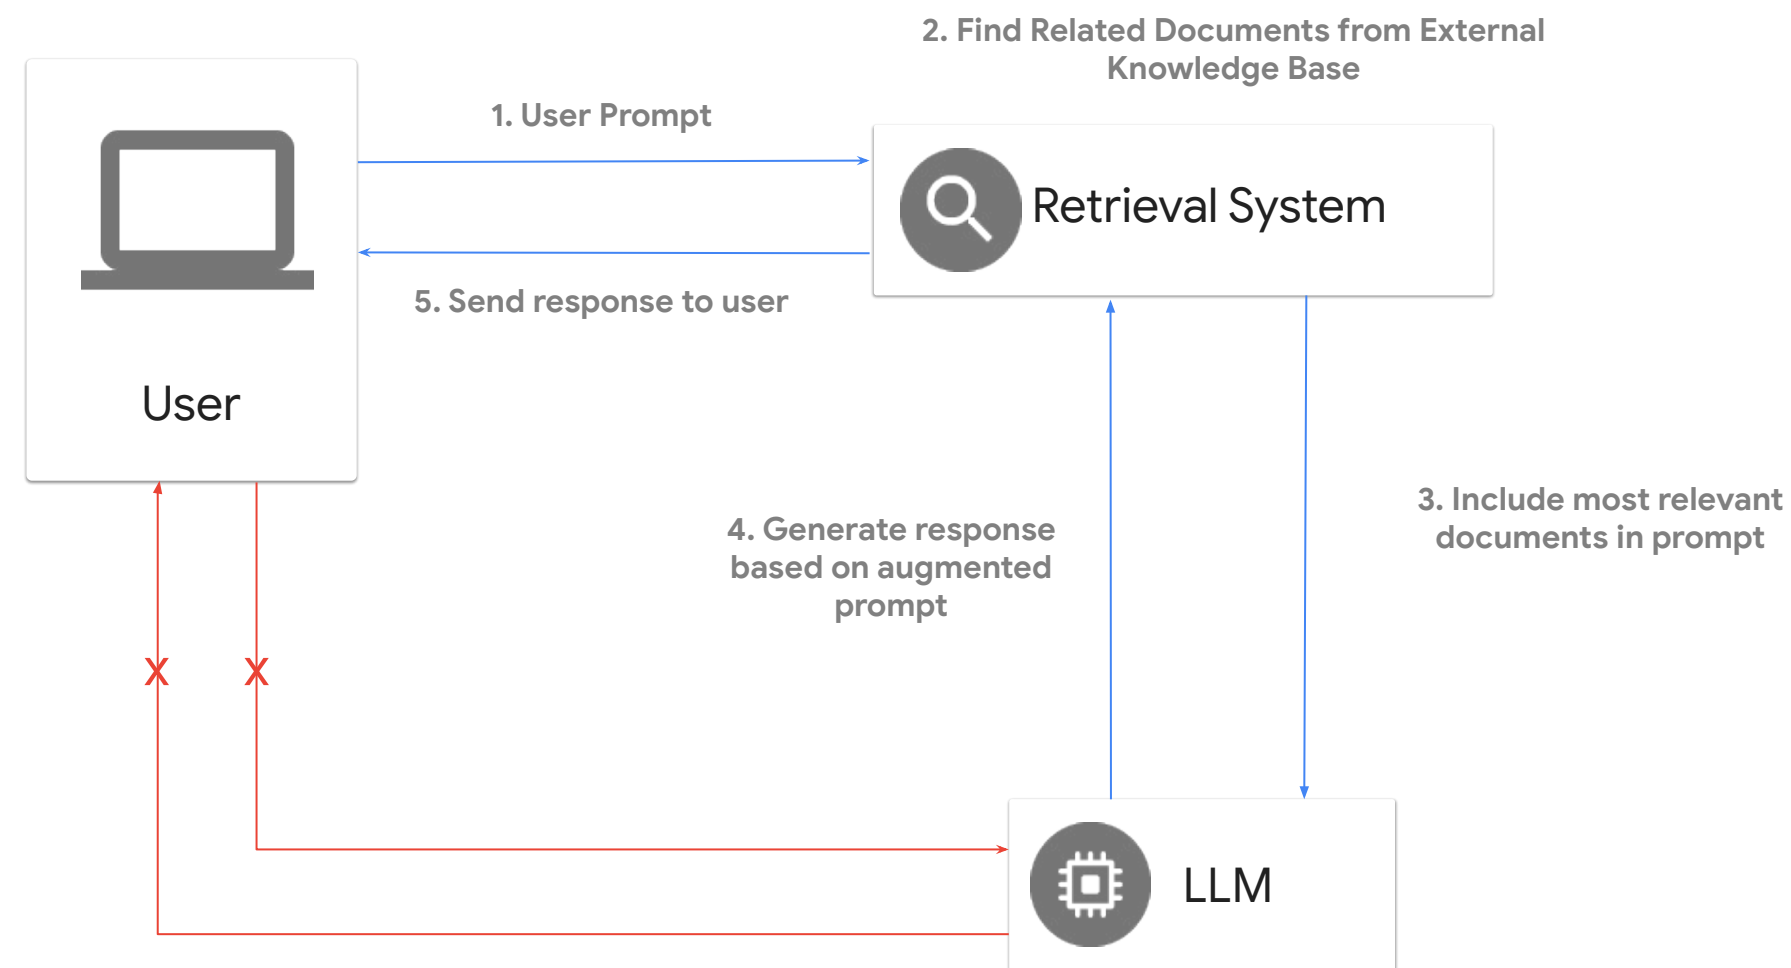 2. Find Related Documents from External
Knowledge Base
1. User Prompt
Retrieval System
5. Send response to user
User
3. Include most relevant
documents in prompt
4. Generate response
based on augmented
prompt
X
X
LLM